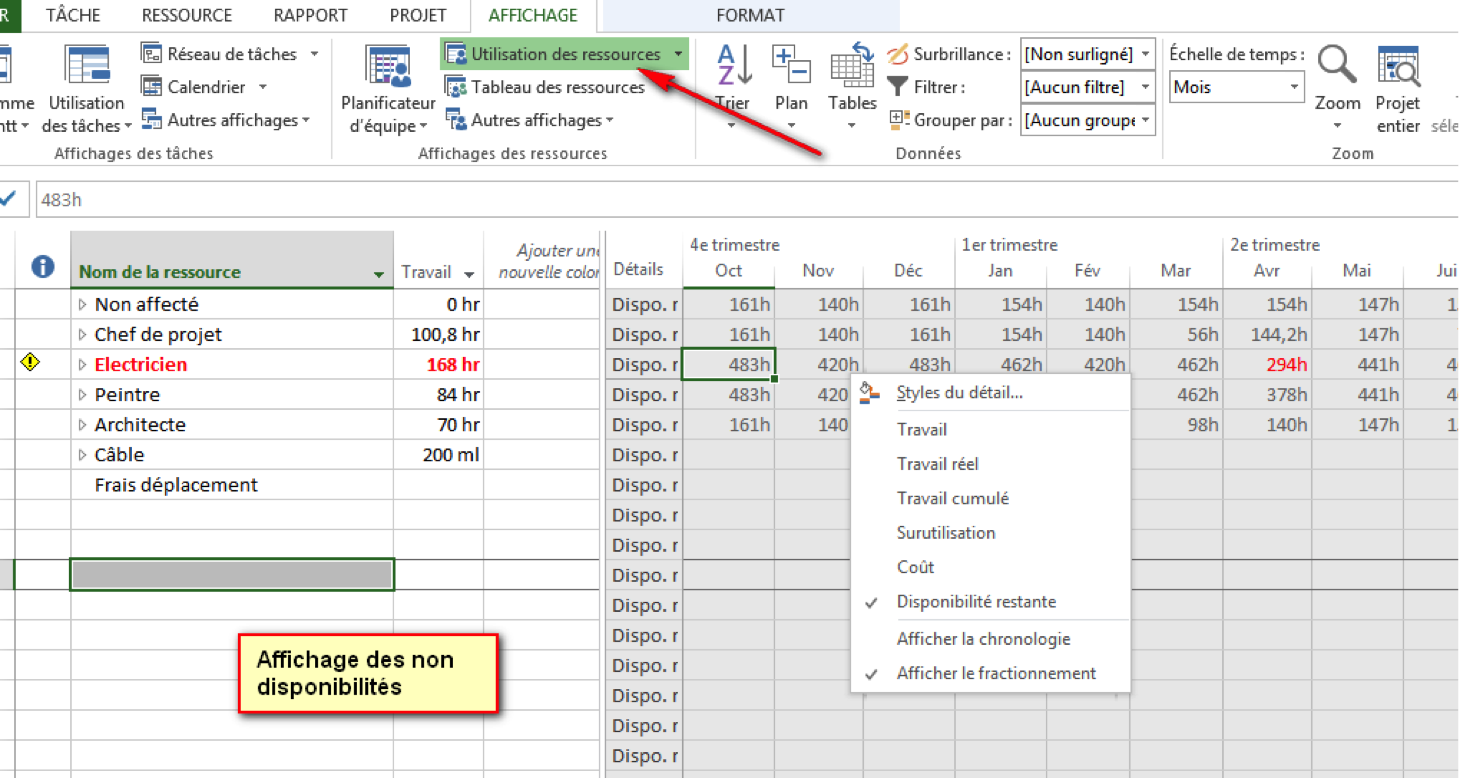 R TÂCHE RESSOURCE RAPPORT PROJET AFFICHAGE FORMAT
Réseau de tâches Utilisation des ressources Surbrillance : [Non surligné] Échelle de temps :
Calendrier Tableau des ressources Filtrer : [Aucun filtre] Mois
mme Utilisation Planificateur Trier Plan Tables Zoom Projet
ntt des tâches Autres affichages d'équipe Autres affichages Grouper par : [Aucun groupe entier séle
Affichages des tâches Affichages des ressources Données Zoom
483h
Ajouter une 4e trimestre 1er trimestre 2e trimestre
Nom de la ressource Travail nouvelle color Détails Oct Nov Déc Jan Fév Mar Avr Mai Jui
Non affecté 0 hr Dispo. r 161h 140h 161h 154h 140h 154h 154h 147h 1
Chef de projet 100,8 hr Dispo. r 161h 140h 161h 154h 140h 56h 144,2h 147h
Electricien 168 hr Dispo. r 483h 420h 483h 462h 420h 462h 294h 441h 4
Peintre 84 hr Dispo. r 483h 420 462h 378h 441h 4
Architecte 70 hr Dispo. r 161h 140 98h 140h 147h 1
Câble 200 ml Dispo. r
Frais déplacement Dispo. r
Dispo. r
Dispo. r
Dispo. r
Dispo. r
Dispo. r
Dispo. r
Dispo. r
Dispo. r
Dispo. r
Styles du détail...
Travail
Travail réel
Travail cumulé
Surutilisation
Coût
Disponibilité restante
Afficher la chronologie
Afficher le fractionnement
Affichage des non
disponibilités